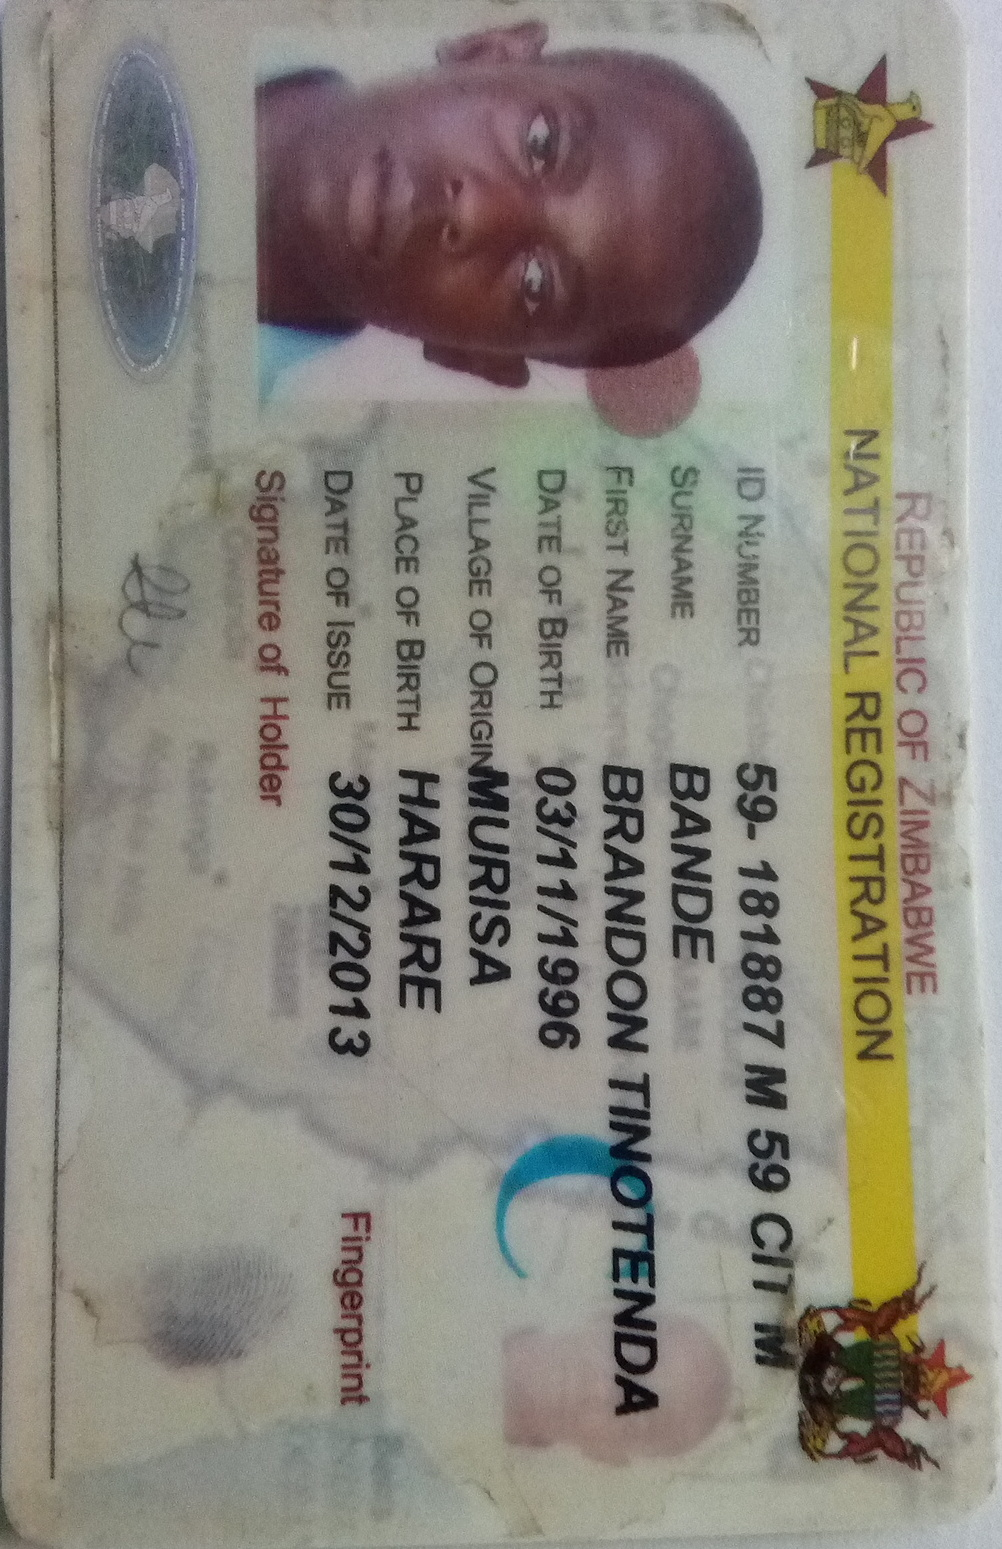 REPUBLIC OF ZIMBABWE
NATIONAL REGISTRATION
ID NUMBER 59- 181887 M 59 CIT M
SURNAME BANDE
FIRST NAME BRANDON TINOTENDA
DATE OF BIRTH 03/11/1996
VILLAGE OF ORIGIN MURISA
PLACE OF BIRTH HARARE
DATE OF ISSUE 30/12/2013
Signature of Holder
Fingerprint